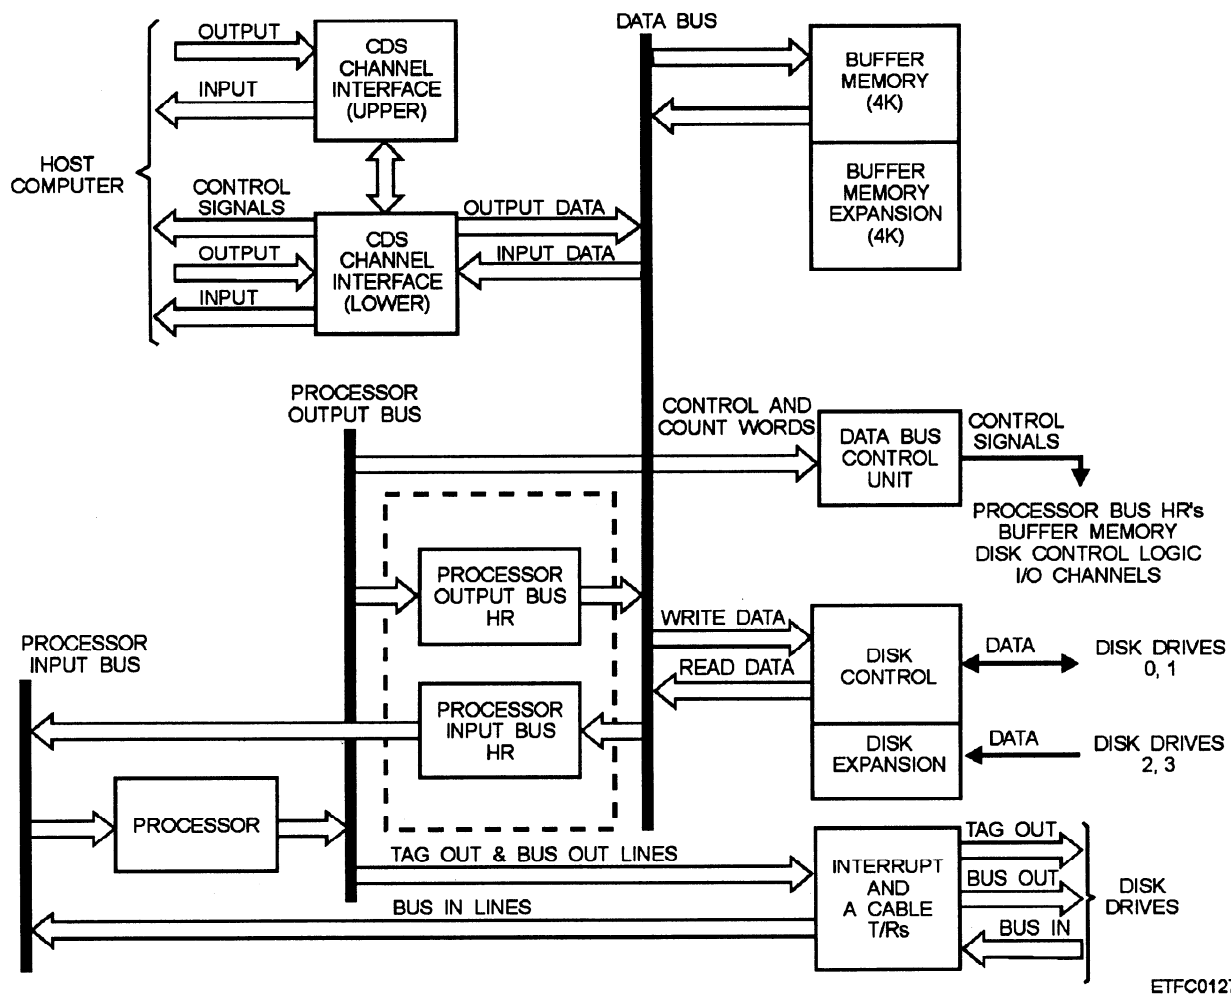 DATA BUS
OUTPUT
INPUT
CDS
CHANNEL
INTERFACE
(UPPER)
BUFFER
MEMORY
(4K)
HOST
COMPUTER
CONTROL
SIGNALS
OUTPUT
INPUT
CDS
CHANNEL
INTERFACE
(LOWER)
OUTPUT DATA
INPUT DATA
BUFFER
MEMORY
EXPANSION
(4K)
PROCESSOR
OUTPUT BUS
CONTROL AND
COUNT WORDS
DATA BUS
CONTROL
UNIT
CONTROL
SIGNALS
PROCESSOR BUS HR's
BUFFER MEMORY
DISK CONTROL LOGIC
I/O CHANNELS
PROCESSOR
OUTPUT BUS
HR
PROCESSOR
INPUT BUS
WRITE DATA
READ DATA
DISK
CONTROL
DATA
DISK DRIVES
0, 1
PROCESSOR
INPUT BUS
HR
DISK
EXPANSION
DATA
DISK DRIVES
2, 3
PROCESSOR
TAG OUT & BUS OUT LINES
BUS IN LINES
INTERRUPT
AND
A CABLE
T/Rs
TAG OUT
BUS OUT
BUS IN
DISK
DRIVES
ETFC0127